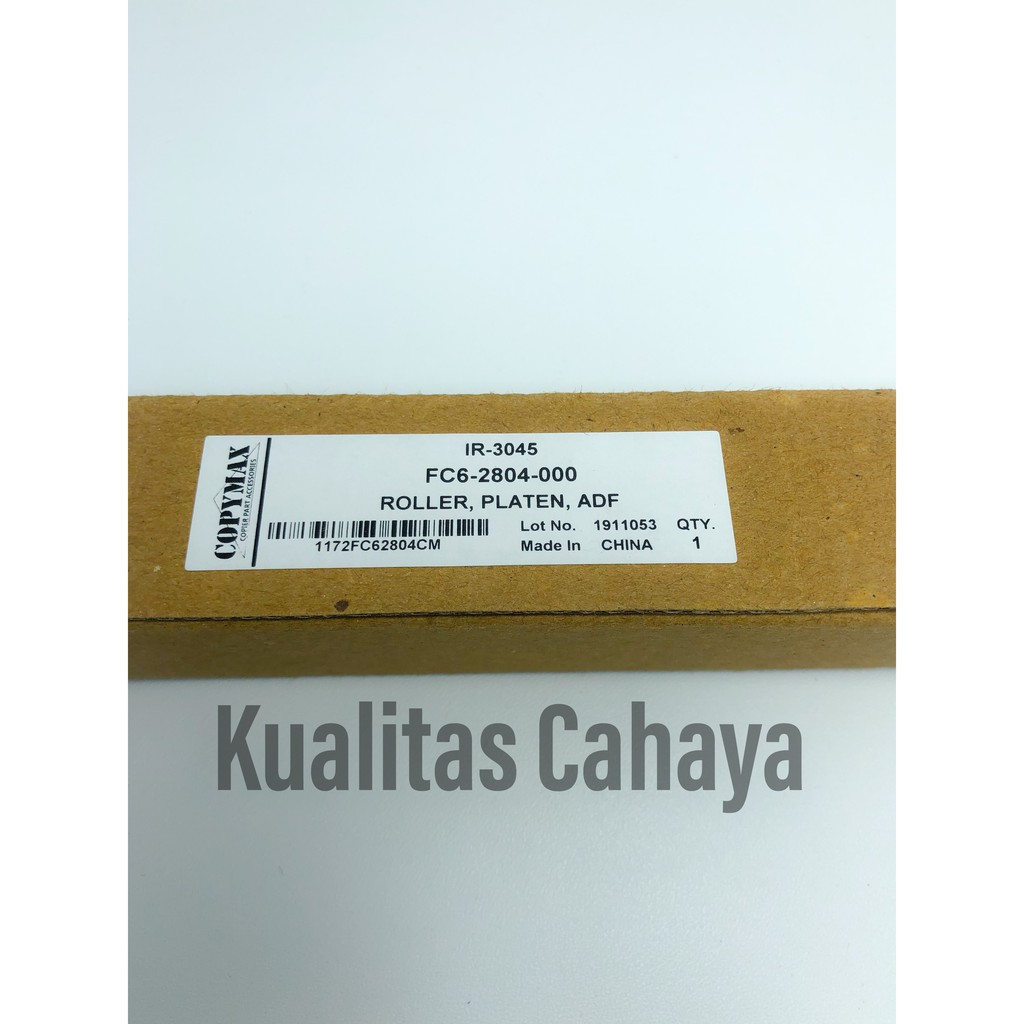 COPYMAX
COPIER PART ACCESSORIES
IR-3045
FC6-2804-000
ROLLER, PLATEN, ADF
1172FC62804CM
Lot No. 1911053 QTY.
Made In CHINA 1
Kualitas Cahaya